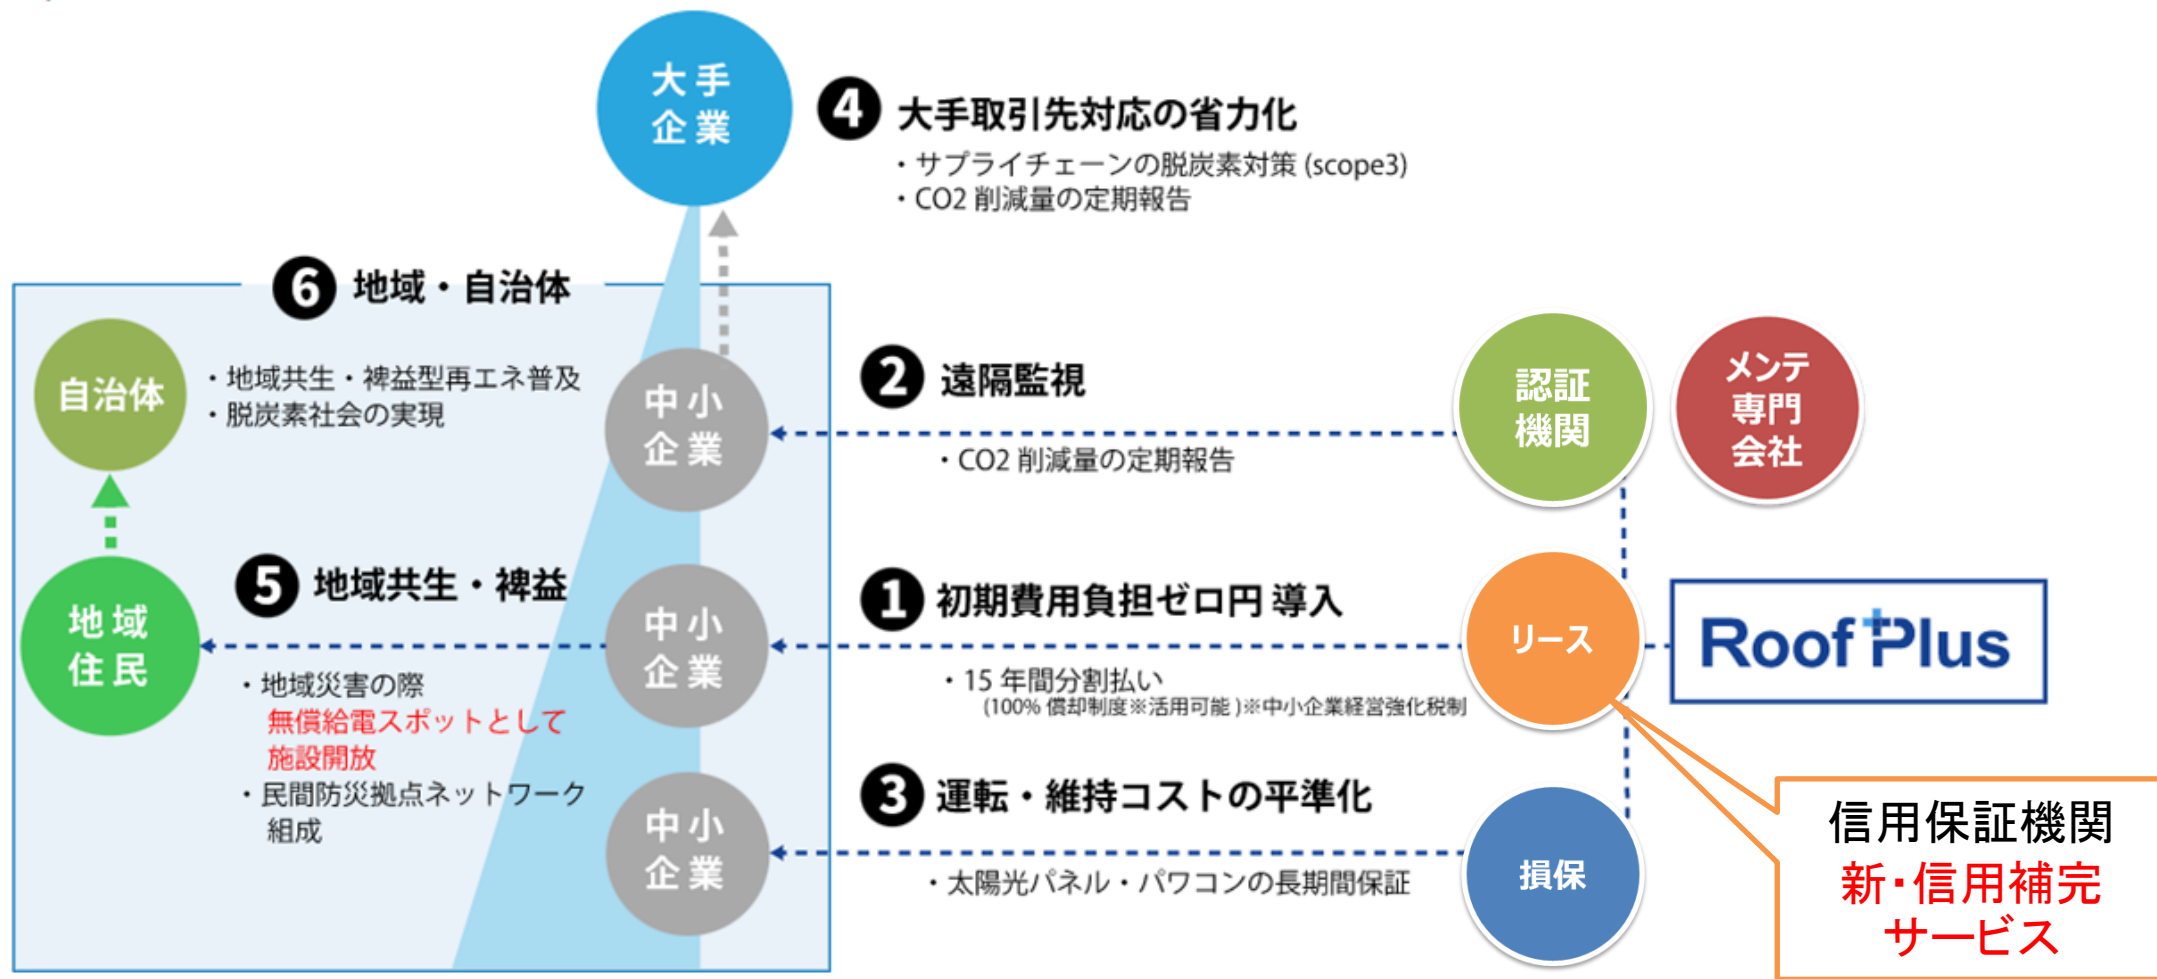 大手
企業
❹ 大手取引先対応の省力化
・サプライチェーンの脱炭素対策 (scope3)
・CO2 削減量の定期報告
❻ 地域・自治体
自治体
・地域共生・裨益型再エネ普及
・脱炭素社会の実現
中小
企業
❷ 遠隔監視
・CO2 削減量の定期報告
認証
機関
メンテ
専門
会社
地域
住民
❺ 地域共生・裨益
・地域災害の際
無償給電スポットとして
施設開放
・民間防災拠点ネットワーク
組成
中小
企業
❶ 初期費用負担ゼロ円 導入
・15 年間分割払い
(100% 償却制度※活用可能 )※中小企業経営強化税制
リース
Roof Plus
中小
企業
❸ 運転・維持コストの平準化
・太陽光パネル・パワコンの長期間保証
損保
信用保証機関
新・信用補完
サービス